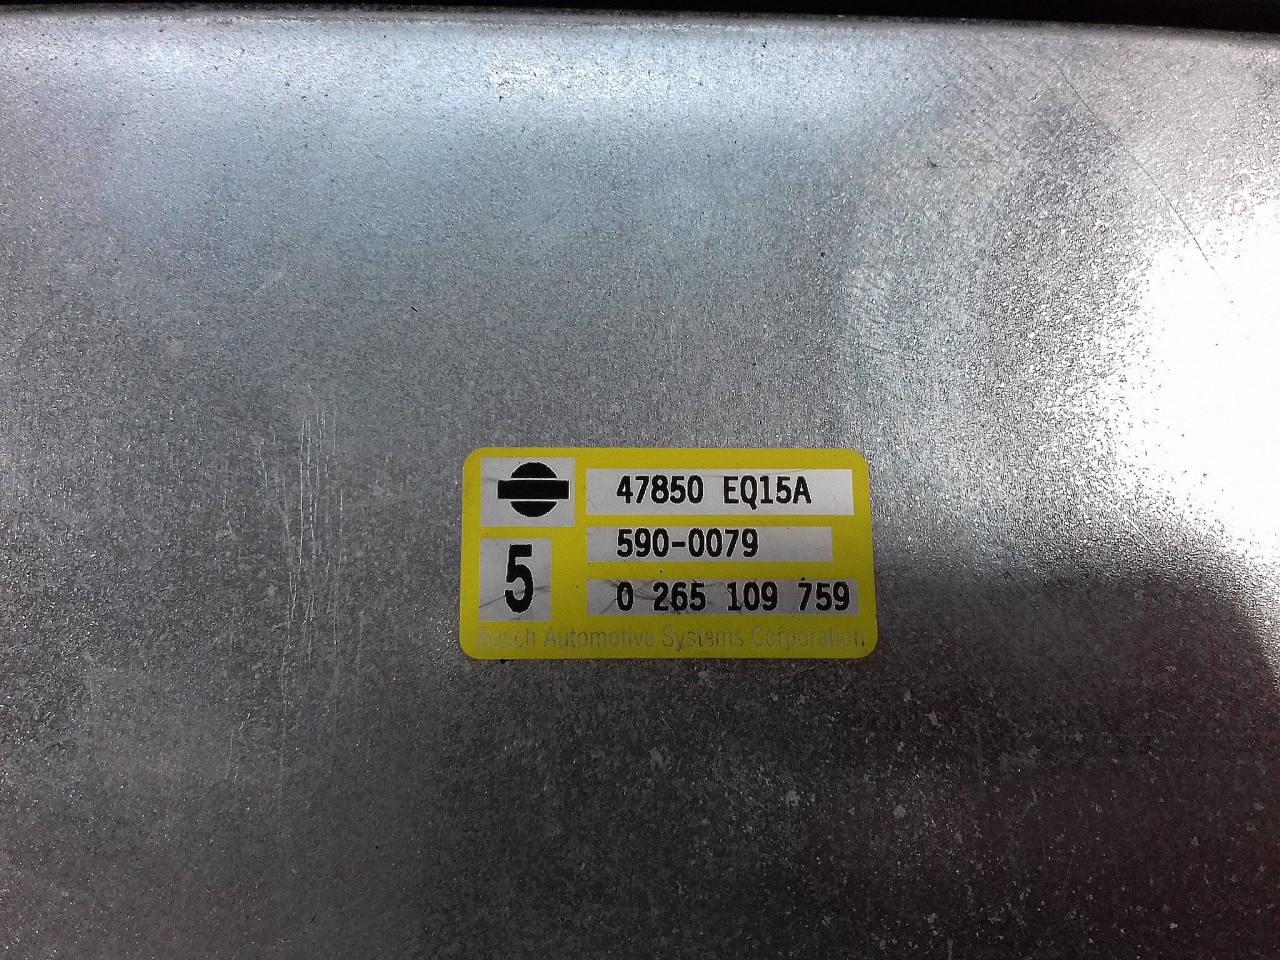 47850 EQ15A
590-0079
5
0 265 109 759
Bosch Automotive Systems Corporation